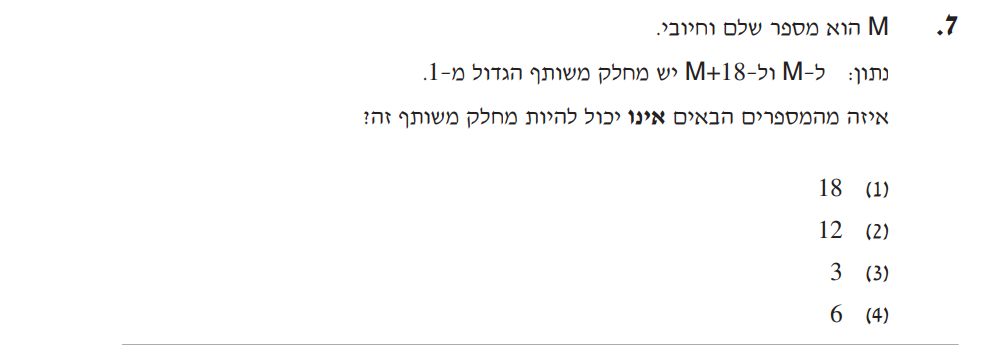 7. M הוא מספר שלם וחיובי.
נתון: ל-M ול-M+18 יש מחלק משותף הגדול מ-1.
איזה מהמספרים הבאים אינו יכול להיות מחלק משותף זה?
(1) 18
(2) 12
(3) 3
(4) 6